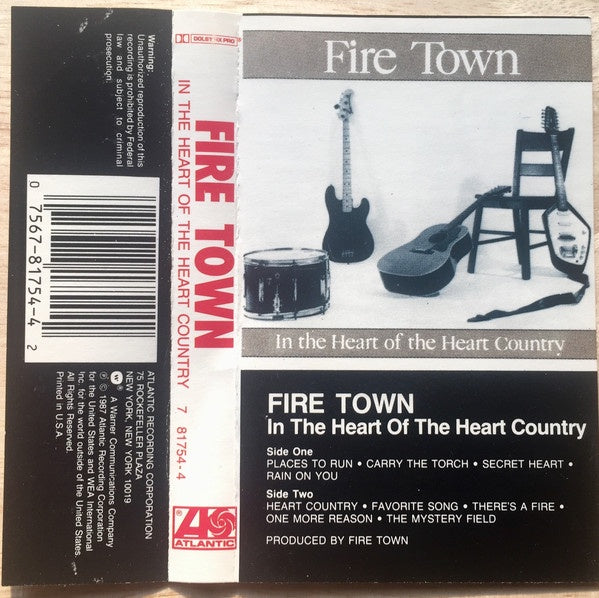 Warning:
Unauthorized reproduction of this
recording is prohibited by Federal
law and subject to criminal
prosecution.
0 7567-81754-4 2
ATLANTIC RECORDING CORPORATION
75 ROCKEFELLER PLAZA
NEW YORK, NEW YORK 10019
W ® A Warner Communications Company
℗ © 1987 Atlantic Recording Corporation
for the United States and WEA International
Inc. for the world outside of the United States.
All Rights Reserved.
Printed in U.S.A.
DOLBY HX PRO
FIRE TOWN
IN THE HEART OF THE HEART COUNTRY 7 81754-4
ATLANTIC
Fire Town
In the Heart of the Heart Country
FIRE TOWN
In The Heart Of The Heart Country
Side One
PLACES TO RUN • CARRY THE TORCH • SECRET HEART •
RAIN ON YOU
Side Two
HEART COUNTRY • FAVORITE SONG • THERE'S A FIRE •
ONE MORE REASON • THE MYSTERY FIELD
PRODUCED BY FIRE TOWN